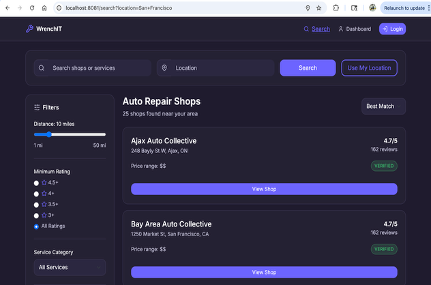 localhost:8081/search?location=San+Francisco
Relaunch to update
WrenchIT
Search
Dashboard
Login
Search shops or services
Location
Search
Use My Location
Filters
Distance: 10 miles
1 mi
50 mi
Minimum Rating
4.5+
4+
3.5+
3+
All Ratings
Service Category
All Services
Auto Repair Shops
25 shops found near your area
Best Match
Ajax Auto Collective
4.7/5
248 Bayly St W, Ajax, ON
162 reviews
Price range: $$
VERIFIED
View Shop
Bay Area Auto Collective
4.7/5
1250 Market St, San Francisco, CA
162 reviews
Price range: $$
VERIFIED
View Shop